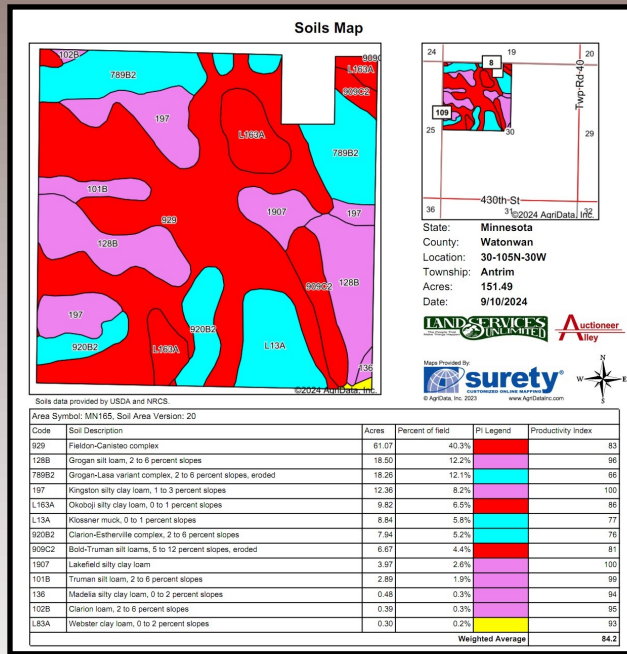 Soils Map
102B
789B2
197
L163A
L163A
909C2
789B2
101B
929
1907
197
128B
909C2
128B
197
920B2
920B2
L163A
L13A
136
©2024 AgriData, Inc.
24
19
20
8
Twp-Rd-40
109
25
30
29
430th-St
36
31
32
©2024 AgriData, Inc.
State: Minnesota
County: Watonwan
Location: 30-105N-30W
Township: Antrim
Acres: 151.49
Date: 9/10/2024
LAND SERVICES
UNLIMITED
Auctioneer
Alley
Maps Provided By:
surety®
CUSTOMIZED ONLINE MAPPING
© AgriData, Inc. 2023 www.AgriDataInc.com
N
W E
S
Soils data provided by USDA and NRCS.
Area Symbol: MN165, Soil Area Version: 20
Code Soil Description Acres Percent of field PI Legend Productivity Index
929 Fieldon-Canisteo complex 61.07 40.3% 83
128B Grogan silt loam, 2 to 6 percent slopes 18.50 12.2% 96
789B2 Grogan-Lasa variant complex, 2 to 6 percent slopes, eroded 18.26 12.1% 66
197 Kingston silty clay loam, 1 to 3 percent slopes 12.36 8.2% 100
L163A Okoboji silty clay loam, 0 to 1 percent slopes 9.82 6.5% 86
L13A Klossner muck, 0 to 1 percent slopes 8.84 5.8% 77
920B2 Clarion-Estherville complex, 2 to 6 percent slopes 7.94 5.2% 76
909C2 Bold-Truman silt loams, 5 to 12 percent slopes, eroded 6.67 4.4% 81
1907 Lakefield silty clay loam 3.97 2.6% 100
101B Truman silt loam, 2 to 6 percent slopes 2.89 1.9% 99
136 Madelia silty clay loam, 0 to 2 percent slopes 0.48 0.3% 94
102B Clarion loam, 2 to 6 percent slopes 0.39 0.3% 95
L83A Webster clay loam, 0 to 2 percent slopes 0.30 0.2% 93
Weighted Average 84.2